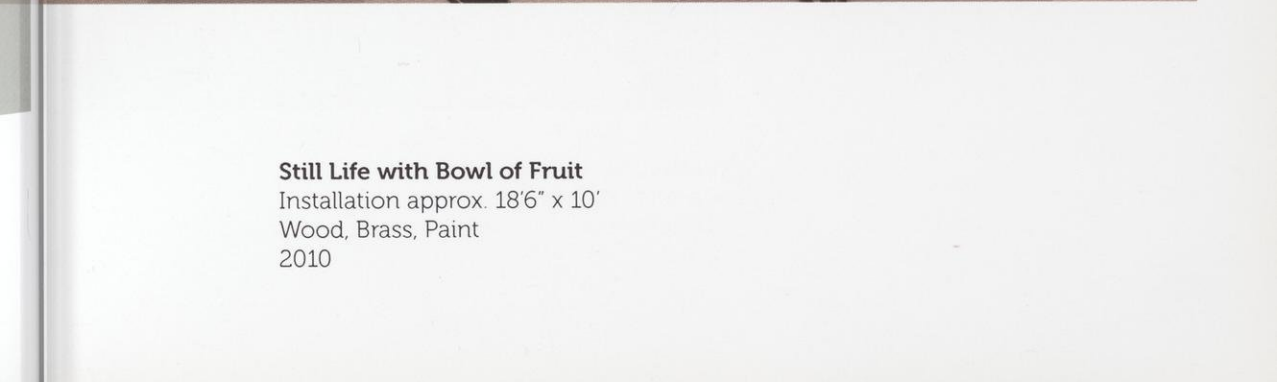 Still Life with Bowl of Fruit
Installation approx. 18'6" x 10'
Wood, Brass, Paint
2010